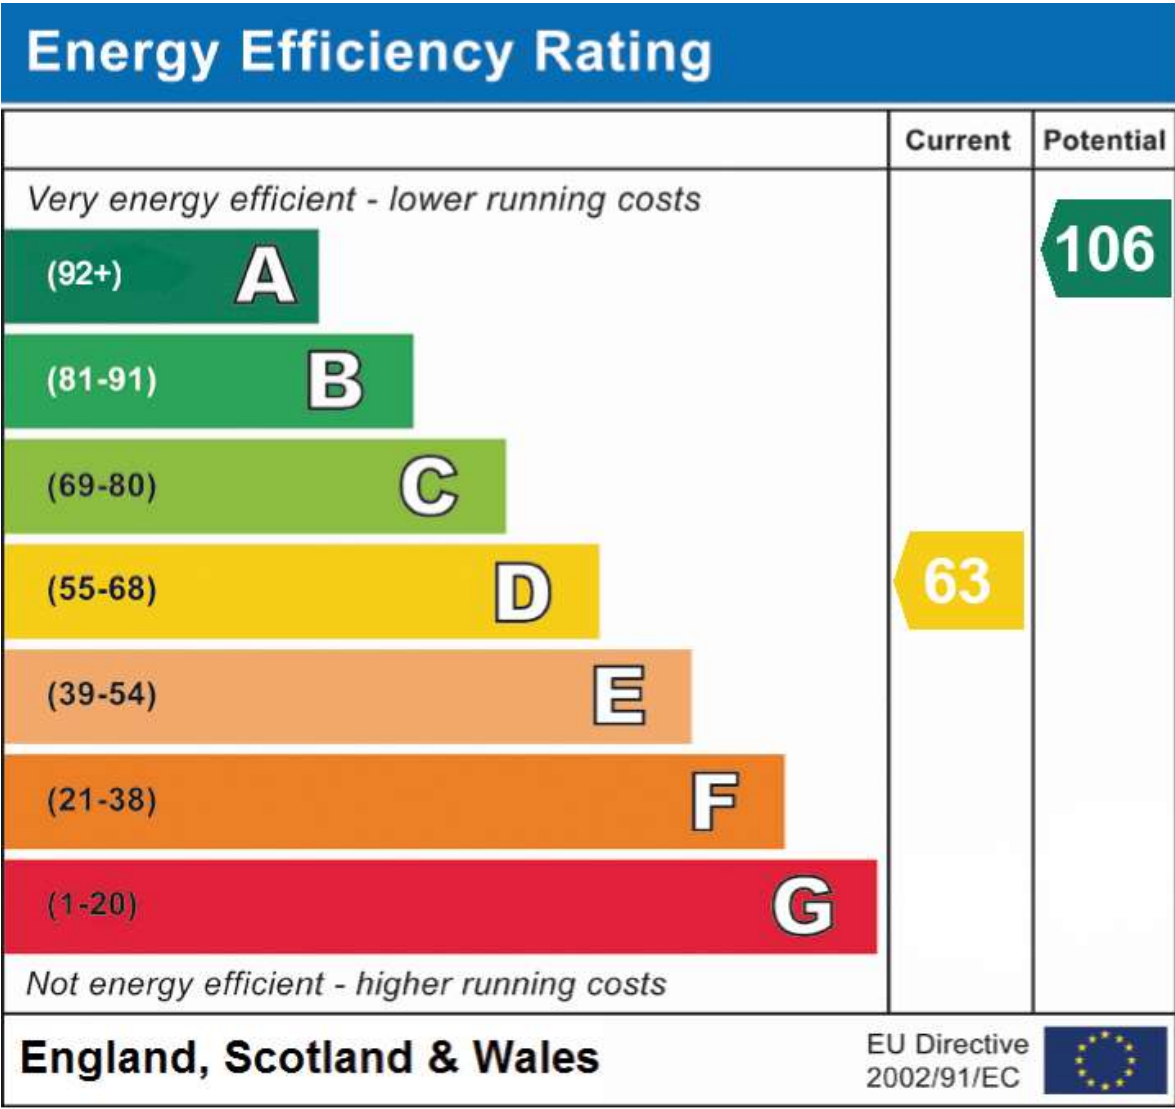 Energy Efficiency Rating
Current Potential
Very energy efficient - lower running costs
(92+) A
106
(81-91) B
(69-80) C
(55-68) D
63
(39-54) E
(21-38) F
(1-20) G
Not energy efficient - higher running costs
England, Scotland & Wales
EU Directive
2002/91/EC